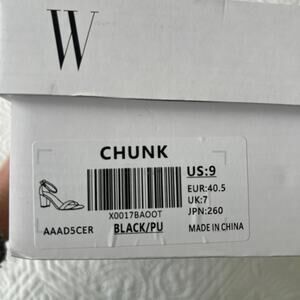 W
CHUNK
US:9
EUR:40.5
UK:7
JPN:260
X0017BAOOT
AAAD5CER BLACK/PU MADE IN CHINA